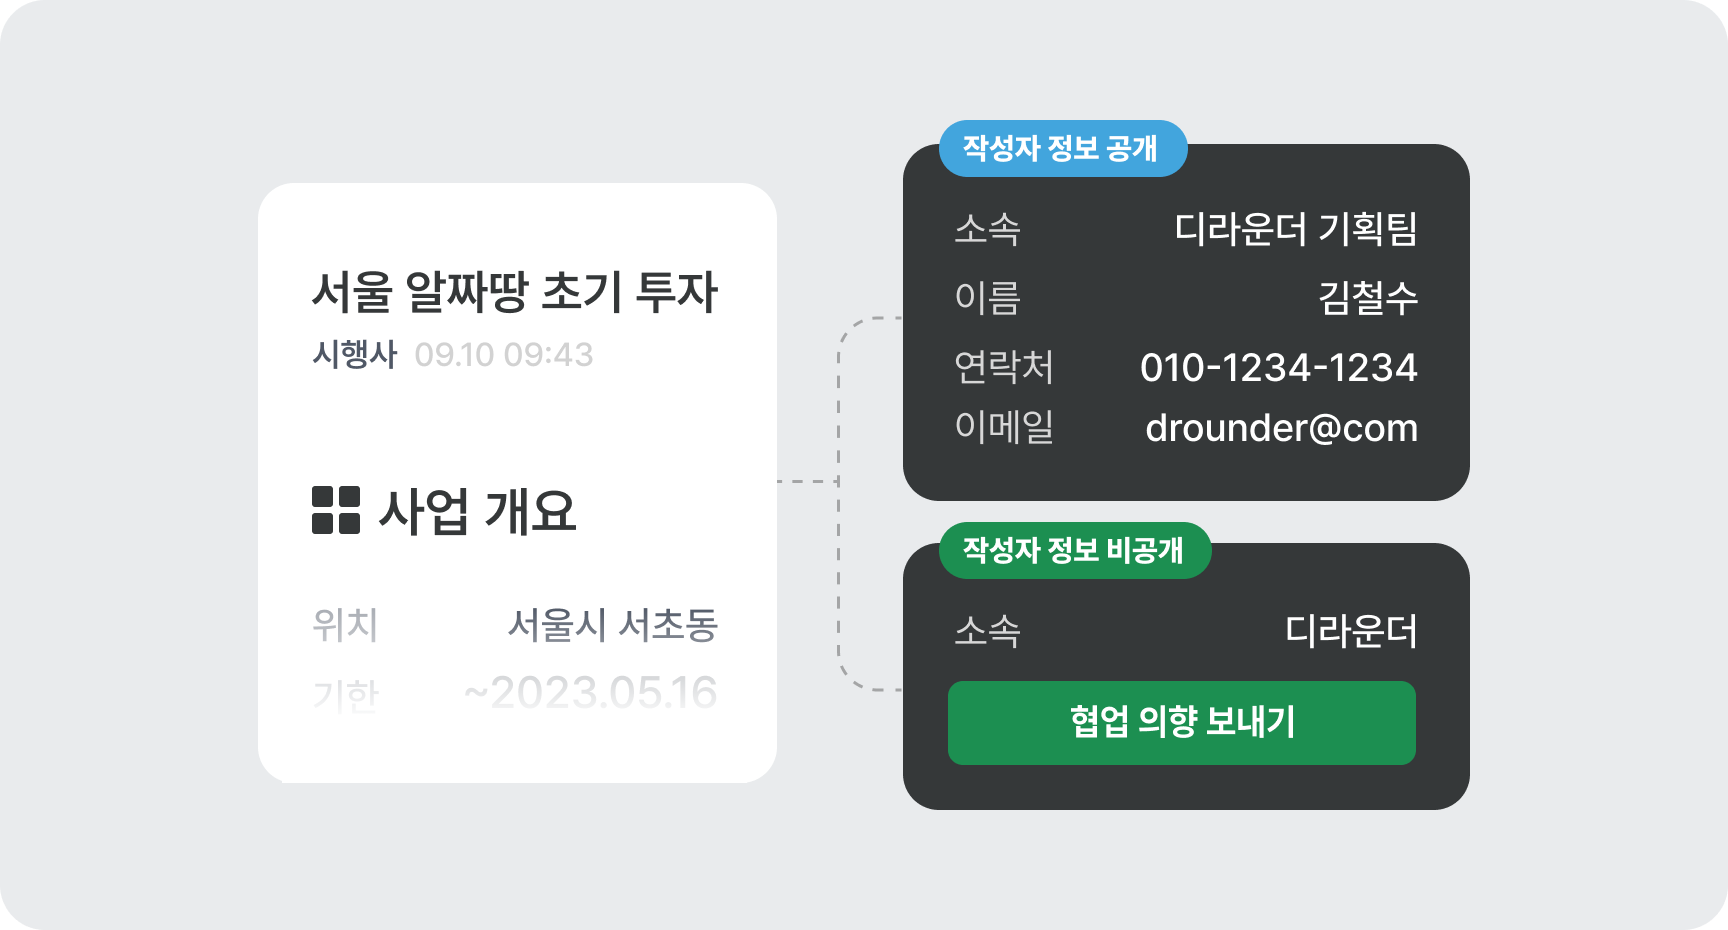 서울 알짜땅 초기 투자
시행사 09.10 09:43
사업 개요
위치 서울시 서초동
기한 ~2023.05.16
작성자 정보 공개
소속 디라운더 기획팀
이름 김철수
연락처 010-1234-1234
이메일 drounder@com
작성자 정보 비공개
소속 디라운더
협업 의향 보내기